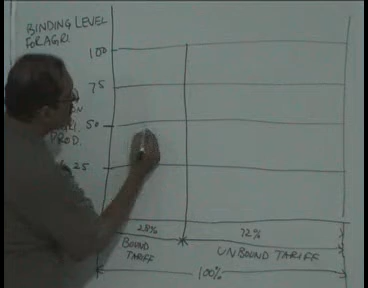 BINDING LEVEL
FOR AGRI
100
75
50
PROD.
25
28% 72%
BOUND
TARIFF
UNBOUND TARIFF
100%